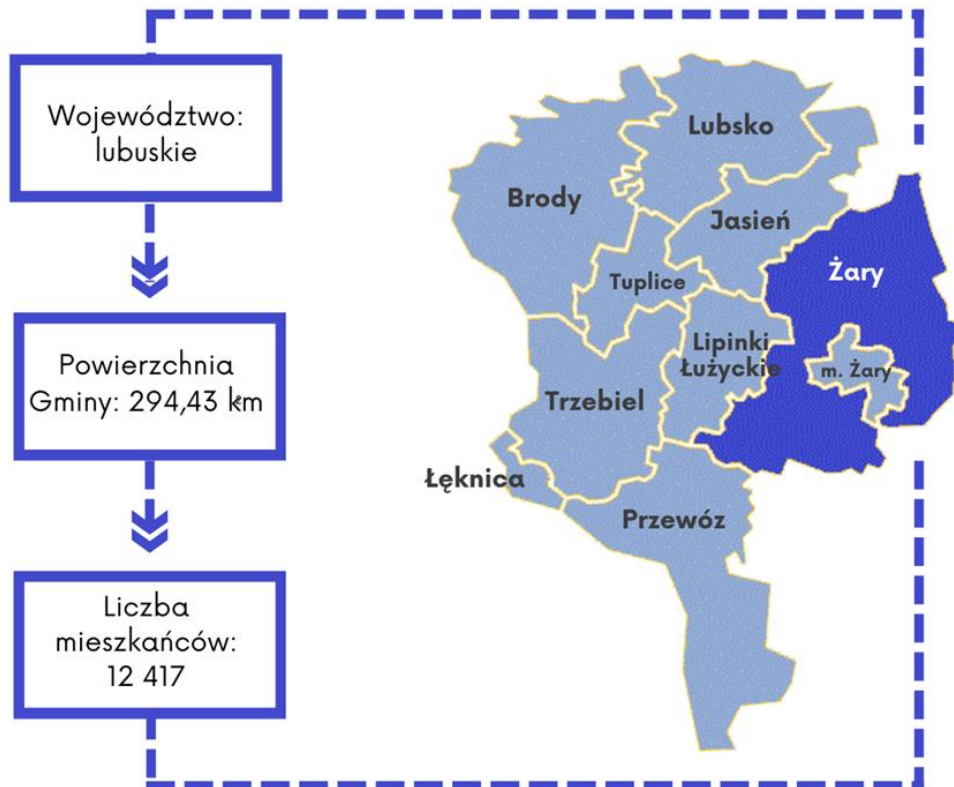 Województwo:
lubuskie
Powierzchnia
Gminy: 294,43 km
Liczba
mieszkańców:
12 417
Lubsko
Brody
Jasień
Żary
Tuplice
Lipinki
Łużyckie
m. Żary
Trzebiel
Łęknica
Przewóz